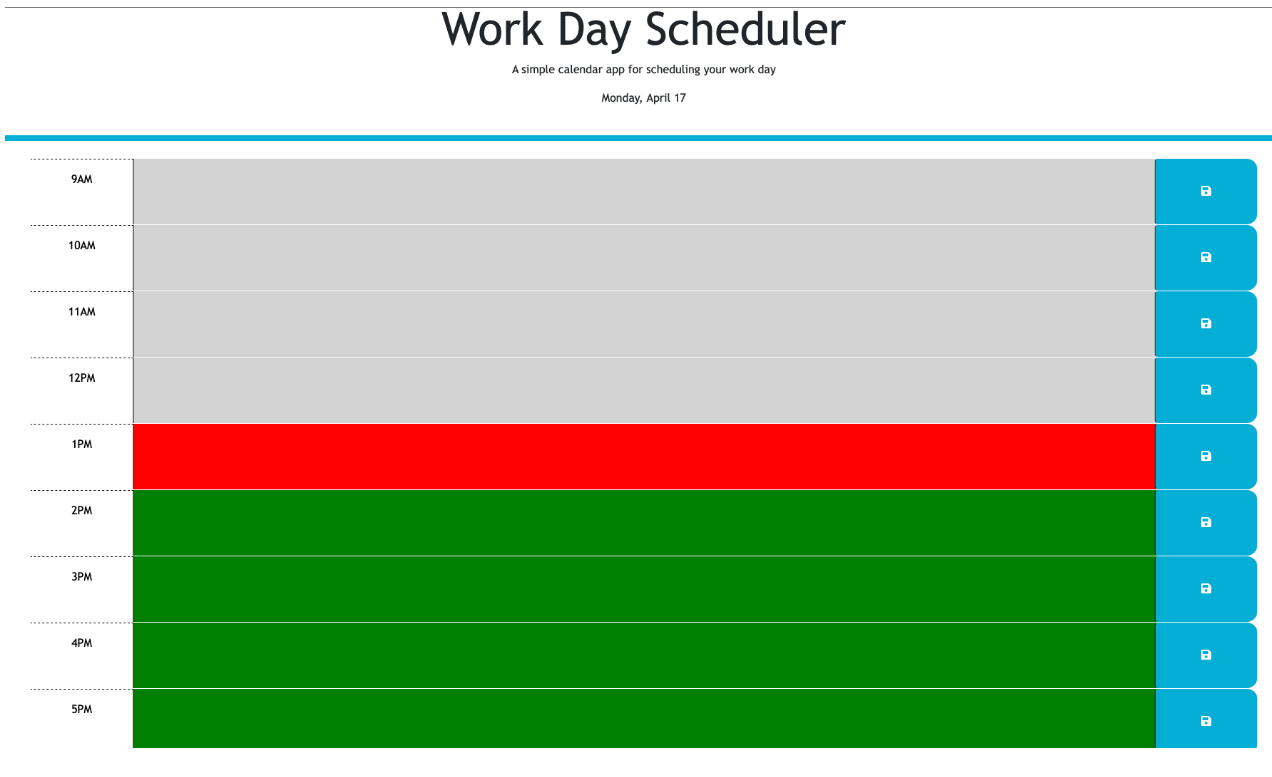 Work Day Scheduler
A simple calendar app for scheduling your work day
Monday, April 17
9AM
10AM
11AM
12PM
1PM
2PM
3PM
4PM
5PM